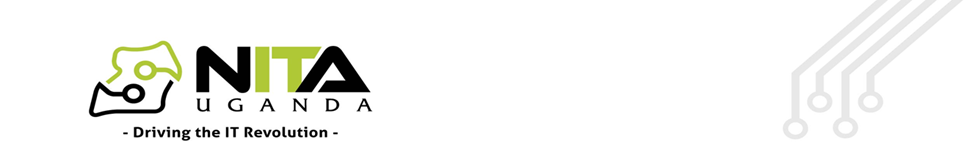 NITA
UGANDA
- Driving the IT Revolution -